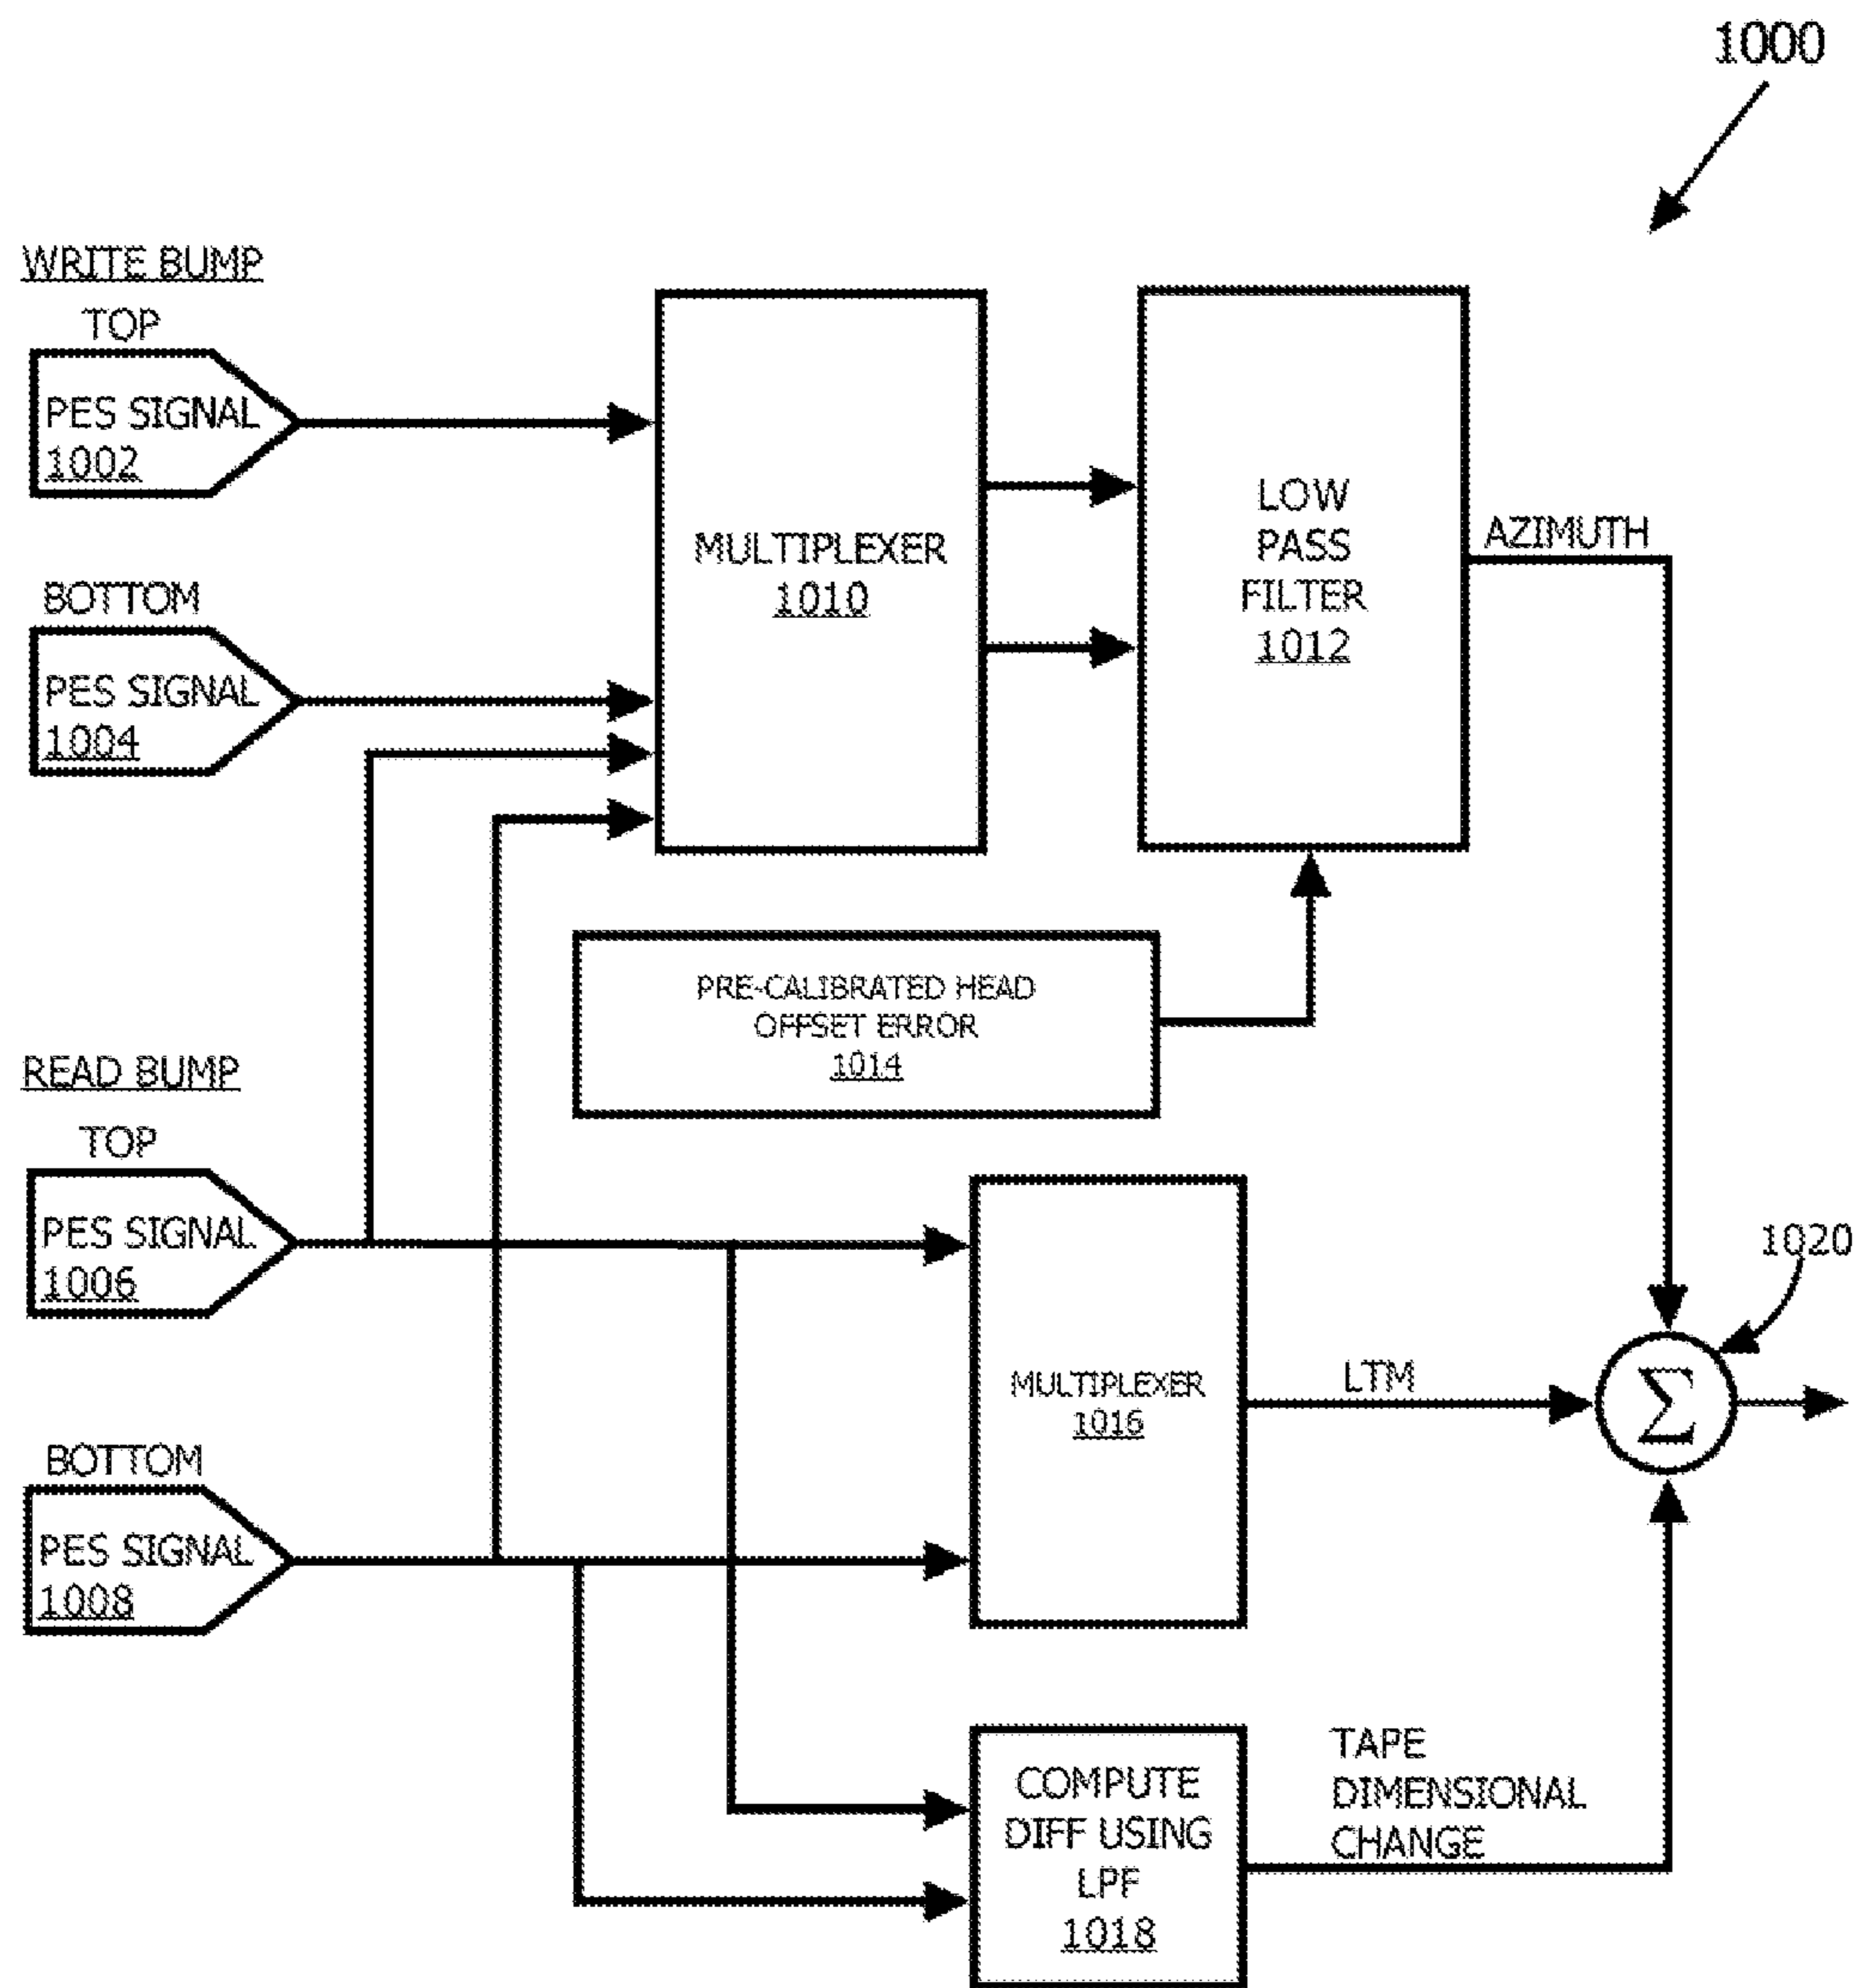 1000
WRITE BUMP
TOP
PES SIGNAL
1002
BOTTOM
PES SIGNAL
1004
MULTIPLEXER
1010
LOW
PASS
FILTER
1012
AZIMUTH
PRE-CALIBRATED HEAD
OFFSET ERROR
1014
READ BUMP
TOP
PES SIGNAL
1006
BOTTOM
PES SIGNAL
1008
MULTIPLEXER
1016
LTM
1020
Σ
COMPUTE
DIFF USING
LPF
1018
TAPE
DIMENSIONAL
CHANGE